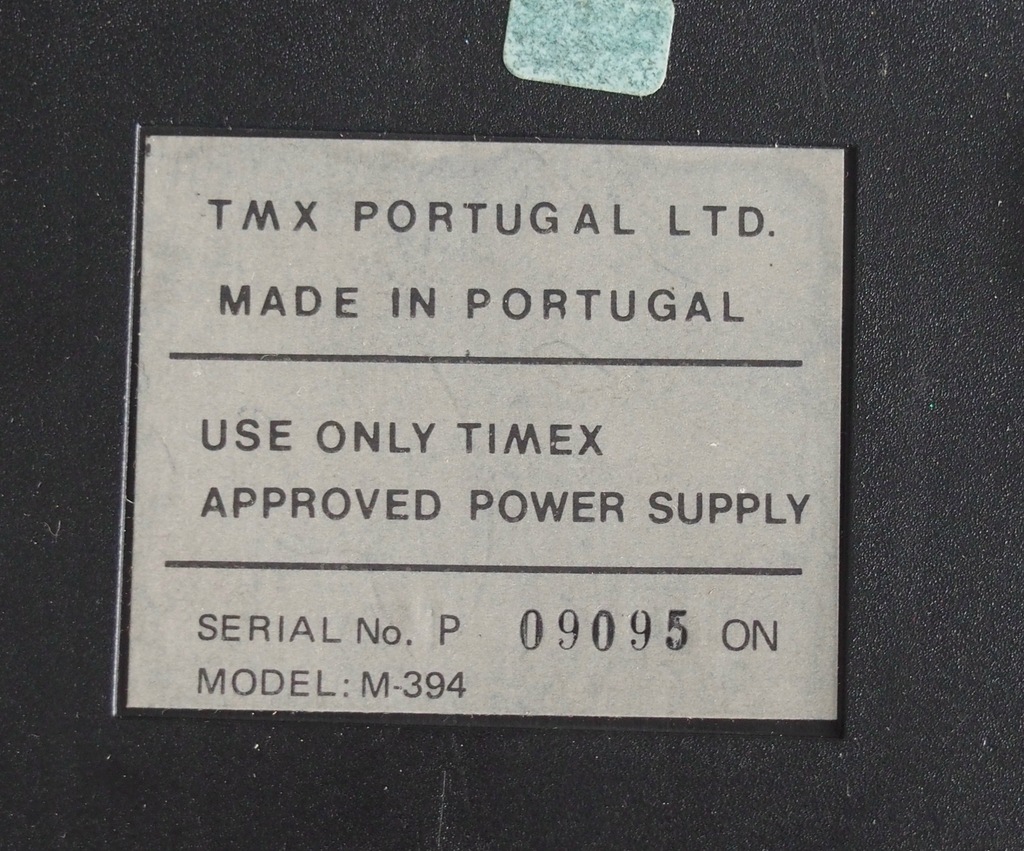 TMX PORTUGAL LTD.
MADE IN PORTUGAL
USE ONLY TIMEX
APPROVED POWER SUPPLY
SERIAL No. P 09095 ON
MODEL: M-394